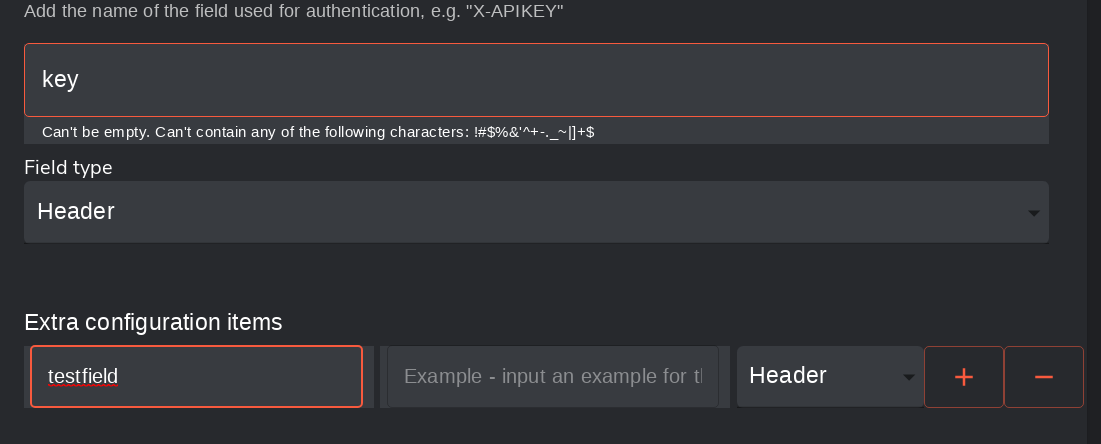 Add the name of the field used for authentication, e.g. "X-APIKEY"
key
Can't be empty. Can't contain any of the following characters: !#$%&'^+-._~|]+$
Field type
Header
Extra configuration items
testfield
Example - input an example for tl
Header
+
−